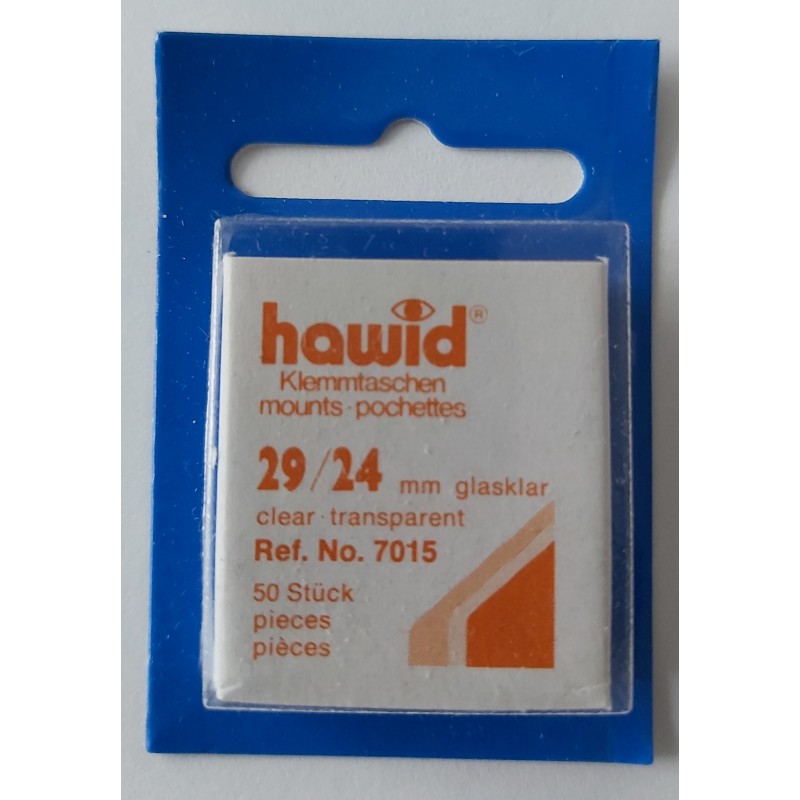 hawid®
Klemmtaschen
mounts · pochettes
29/24 mm glasklar
clear · transparent
Ref. No. 7015
50 Stück
pieces
pièces